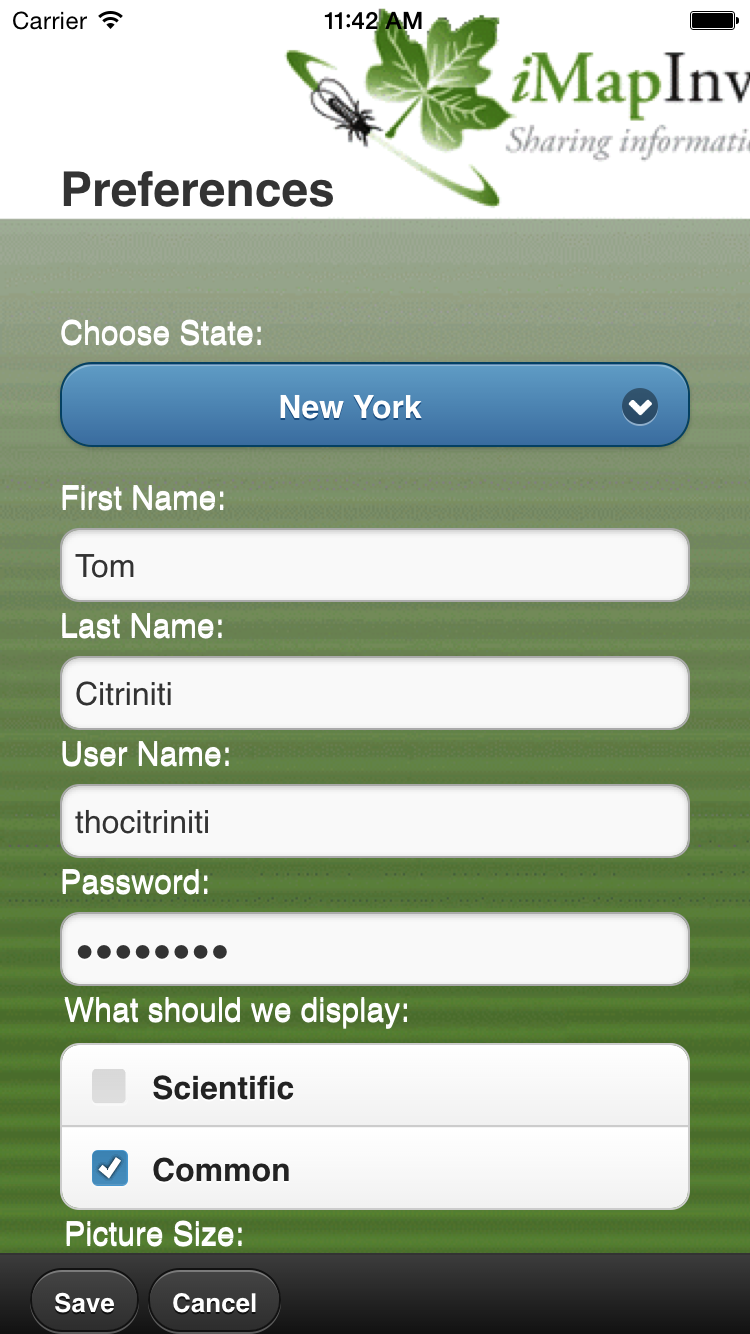 Carrier 11:42 AM
iMapInv
Sharing informati
Preferences
Choose State:
New York
First Name:
Tom
Last Name:
Citriniti
User Name:
thocitriniti
Password:
••••••••
What should we display:
Scientific
Common
Picture Size:
Save Cancel